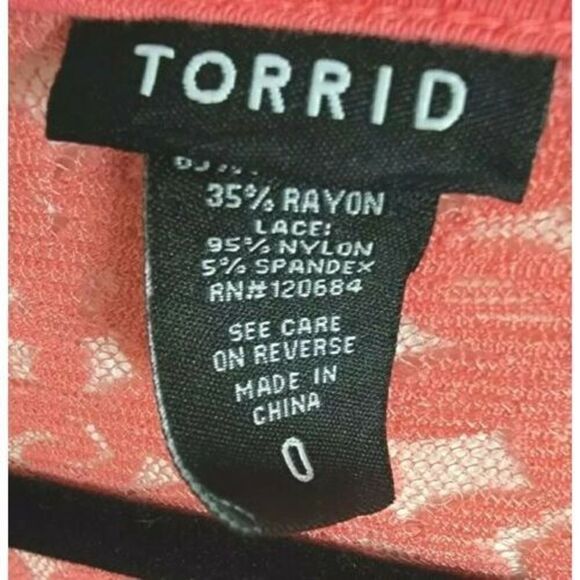 TORRID
35% RAYON
LACE:
95% NYLON
5% SPANDEX
RN#120684
SEE CARE
ON REVERSE
MADE IN
CHINA
0